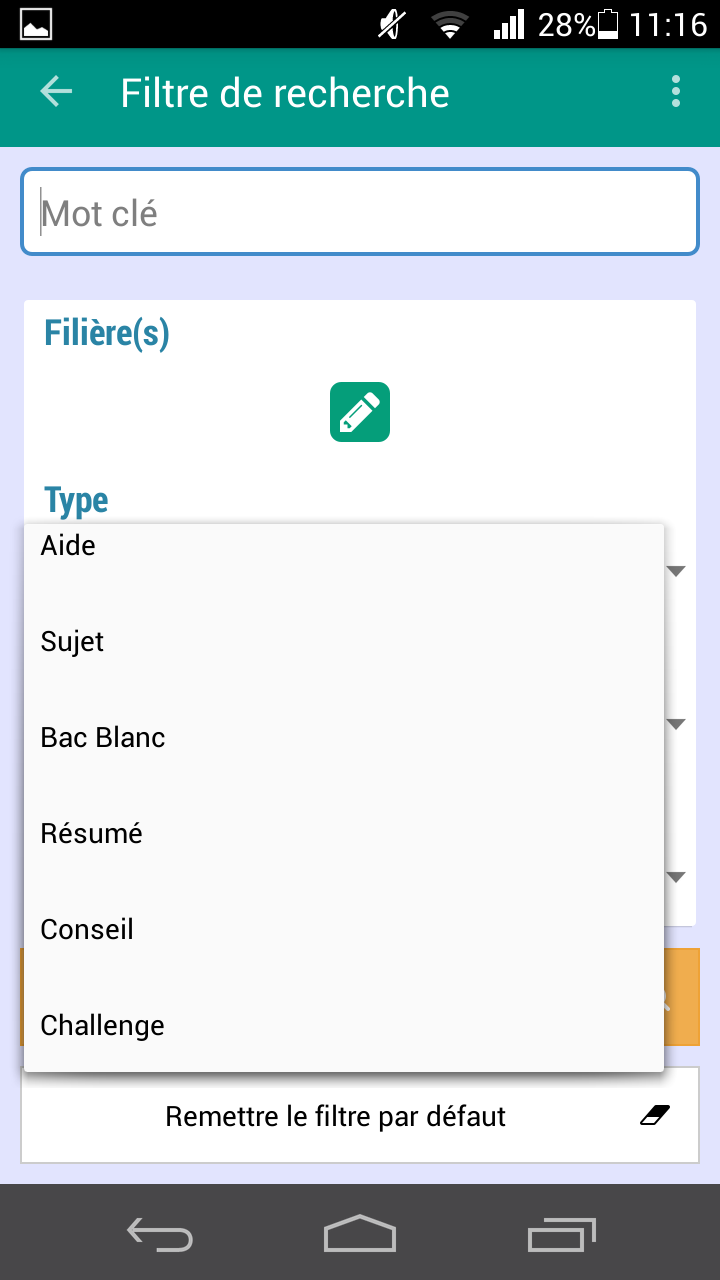 28% 11:16
Filtre de recherche
Mot clé
Filière(s)
Type
Aide
Sujet
Bac Blanc
Résumé
Conseil
Challenge
Remettre le filtre par défaut